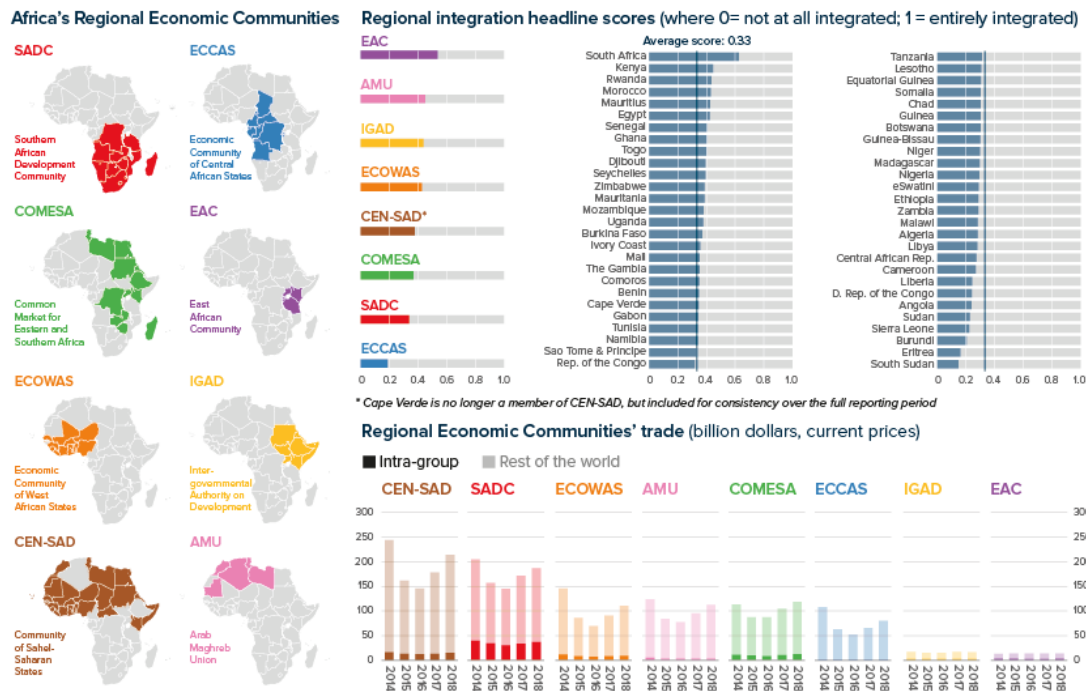 Africa's Regional Economic Communities
SADC
Southern
African
Development
Community
ECCAS
Economic
Community
of Central
African States
COMESA
Common
Market for
Eastern and
Southern Africa
EAC
East
African
Community
ECOWAS
Economic
Community
of West
African States
IGAD
Inter-
governmental
Authority on
Development
CEN-SAD
Community
of Sahel-
Saharan
States
AMU
Arab
Maghreb
Union
Regional integration headline scores (where 0= not at all integrated; 1 = entirely integrated)
EAC
AMU
IGAD
ECOWAS
CEN-SAD*
COMESA
SADC
ECCAS
0 0.2 0.4 0.6 0.8 1.0
Average score: 0.33
South Africa
Kenya
Rwanda
Morocco
Mauritius
Egypt
Senegal
Ghana
Togo
Djibouti
Seychelles
Zimbabwe
Mauritania
Mozambique
Uganda
Burkina Faso
Ivory Coast
Mali
The Gambia
Comoros
Benin
Cape Verde
Gabon
Tunisia
Namibia
Sao Tome & Principe
Rep. of the Congo
0 0.2 0.4 0.6 0.8 1.0
Tanzania
Lesotho
Equatorial Guinea
Somalia
Chad
Guinea
Botswana
Guinea-Bissau
Niger
Madagascar
Nigeria
eSwatini
Ethiopia
Zambia
Malawi
Algeria
Libya
Central African Rep.
Cameroon
Liberia
D. Rep. of the Congo
Angola
Sudan
Sierra Leone
Burundi
Eritrea
South Sudan
0 0.2 0.4 0.6 0.8 1.0
* Cape Verde is no longer a member of CEN-SAD, but included for consistency over the full reporting period
Regional Economic Communities' trade (billion dollars, current prices)
Intra-group Rest of the world
CEN-SAD SADC ECOWAS AMU COMESA ECCAS IGAD EAC
300 300
250 250
200 200
150 150
100 100
50 50
0 0
2014 2015 2016 2017 2018 2014 2015 2016 2017 2018 2014 2015 2016 2017 2018 2014 2015 2016 2017 2018 2014 2015 2016 2017 2018 2014 2015 2016 2017 2018 2014 2015 2016 2017 2018 2014 2015 2016 2017 2018